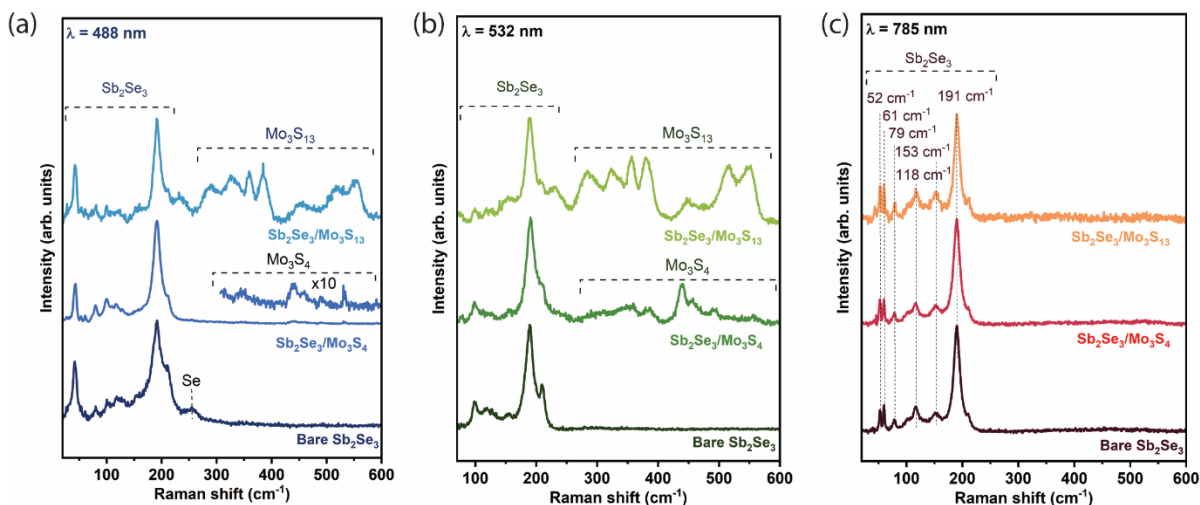 (a)
λ = 488 nm
Sb₂Se₃
Mo₃S₁₃
Sb₂Se₃/Mo₃S₁₃
Mo₃S₄
x10
Sb₂Se₃/Mo₃S₄
Se
Bare Sb₂Se₃
Intensity (arb. units)
100 200 300 400 500 600
Raman shift (cm⁻¹)
(b)
λ = 532 nm
Sb₂Se₃
Mo₃S₁₃
Sb₂Se₃/Mo₃S₁₃
Mo₃S₄
Sb₂Se₃/Mo₃S₄
Bare Sb₂Se₃
Intensity (arb. units)
100 200 300 400 500 600
Raman shift (cm⁻¹)
(c)
λ = 785 nm
Sb₂Se₃
52 cm⁻¹ 191 cm⁻¹
61 cm⁻¹
79 cm⁻¹
153 cm⁻¹
118 cm⁻¹
Sb₂Se₃/Mo₃S₁₃
Sb₂Se₃/Mo₃S₄
Bare Sb₂Se₃
Intensity (arb. units)
100 200 300 400 500 600
Raman shift (cm⁻¹)